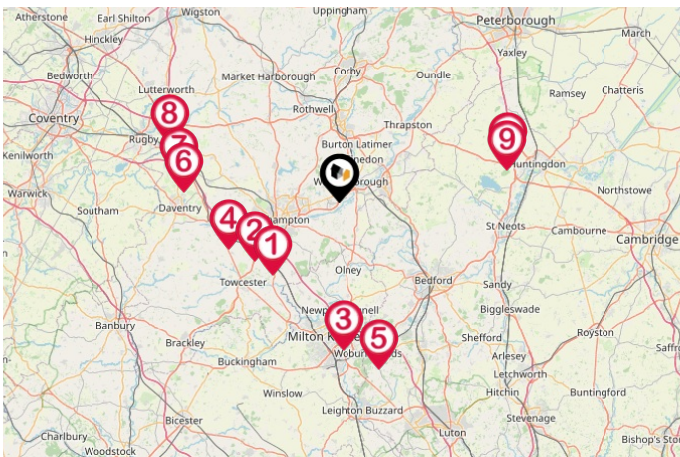 Uppingham
Wigston
Atherstone
Earl Shilton
Peterborough
March
Hinckley
Yaxley
Bedworth
Market Harborough
Corby
Oundle
Chatteris
Lutterworth
Ramsey
Coventry
Rothwell
8
Thrapston
Rugby
7
Burton Latimer
9
Kenilworth
6
Huntingdon
Northstowe
Warwick
Daventry
Southam
4
2
1
St Neots
Cambourne
Cambridge
Olney
Towcester
Bedford
Sandy
Biggleswade
Banbury
3
Milton
5
Royston
Brackley
Shefford
Arlesey
Buckingham
Letchworth
Winslow
Hitchin
Buntingford
Leighton Buzzard
Stevenage
Bicester
Luton
Charlbury
Bishop's Sto
Woodstock